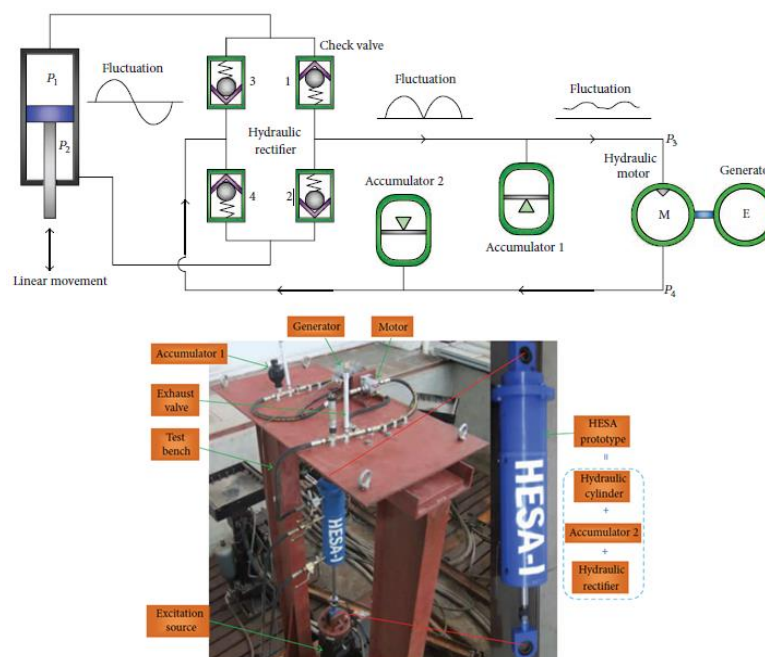 Check valve
P1
Fluctuation
3
1
Fluctuation
Fluctuation
P2
Hydraulic
rectifier
P3
Hydraulic
motor
Generato
Accumulator 2
4
2
M
E
Accumulator 1
Linear movement
P4
Generator
Motor
Accumulator 1
Exhaust
valve
Test
bench
HESA
prototype
=
Hydraulic
cylinder
+
Accumulator 2
+
Hydraulic
rectifier
HESA-I
HESA-I
Excitation
source